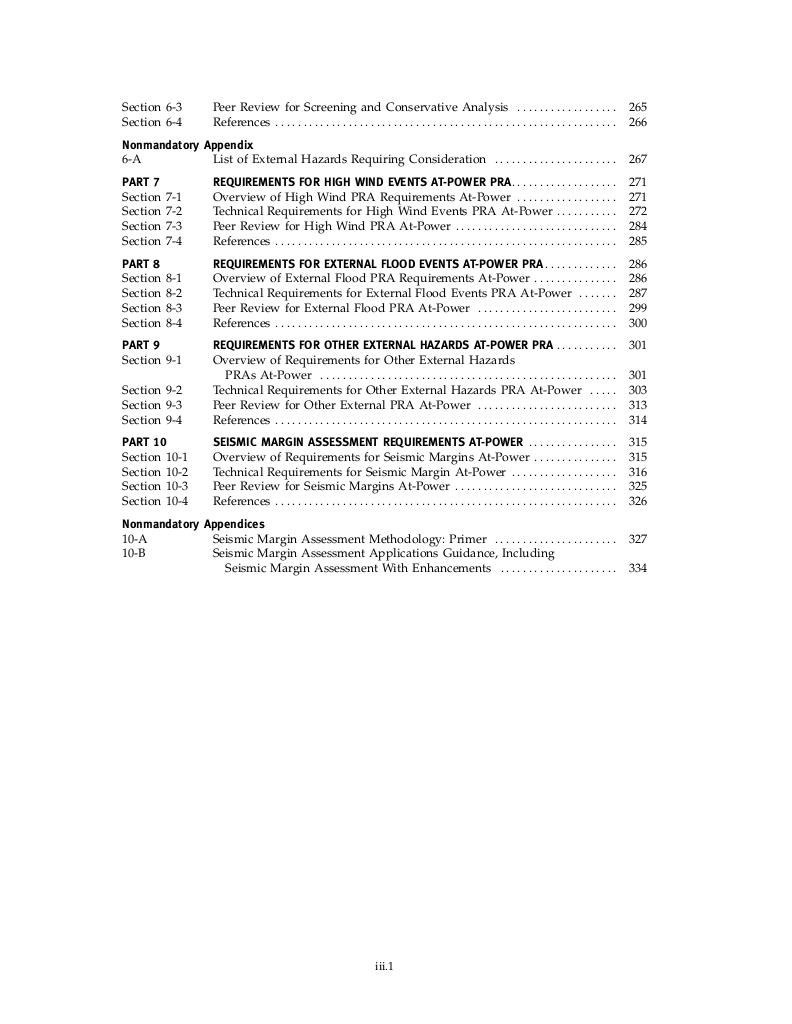 Section 6-3 Peer Review for Screening and Conservative Analysis .................. 265
Section 6-4 References ............................................................. 266
Nonmandatory Appendix
6-A List of External Hazards Requiring Consideration ...................... 267
PART 7 REQUIREMENTS FOR HIGH WIND EVENTS AT-POWER PRA................... 271
Section 7-1 Overview of High Wind PRA Requirements At-Power .................. 271
Section 7-2 Technical Requirements for High Wind Events PRA At-Power ........... 272
Section 7-3 Peer Review for High Wind PRA At-Power ............................. 284
Section 7-4 References ............................................................. 285
PART 8 REQUIREMENTS FOR EXTERNAL FLOOD EVENTS AT-POWER PRA............. 286
Section 8-1 Overview of External Flood PRA Requirements At-Power ............... 286
Section 8-2 Technical Requirements for External Flood Events PRA At-Power ....... 287
Section 8-3 Peer Review for External Flood PRA At-Power ......................... 299
Section 8-4 References ............................................................. 300
PART 9 REQUIREMENTS FOR OTHER EXTERNAL HAZARDS AT-POWER PRA ........... 301
Section 9-1 Overview of Requirements for Other External Hazards
PRAs At-Power ..................................................... 301
Section 9-2 Technical Requirements for Other External Hazards PRA At-Power ..... 303
Section 9-3 Peer Review for Other External PRA At-Power ......................... 313
Section 9-4 References ............................................................. 314
PART 10 SEISMIC MARGIN ASSESSMENT REQUIREMENTS AT-POWER ................ 315
Section 10-1 Overview of Requirements for Seismic Margins At-Power ............... 315
Section 10-2 Technical Requirements for Seismic Margin At-Power ................... 316
Section 10-3 Peer Review for Seismic Margins At-Power ............................. 325
Section 10-4 References ............................................................. 326
Nonmandatory Appendices
10-A Seismic Margin Assessment Methodology: Primer ...................... 327
10-B Seismic Margin Assessment Applications Guidance, Including
Seismic Margin Assessment With Enhancements ..................... 334
iii.1